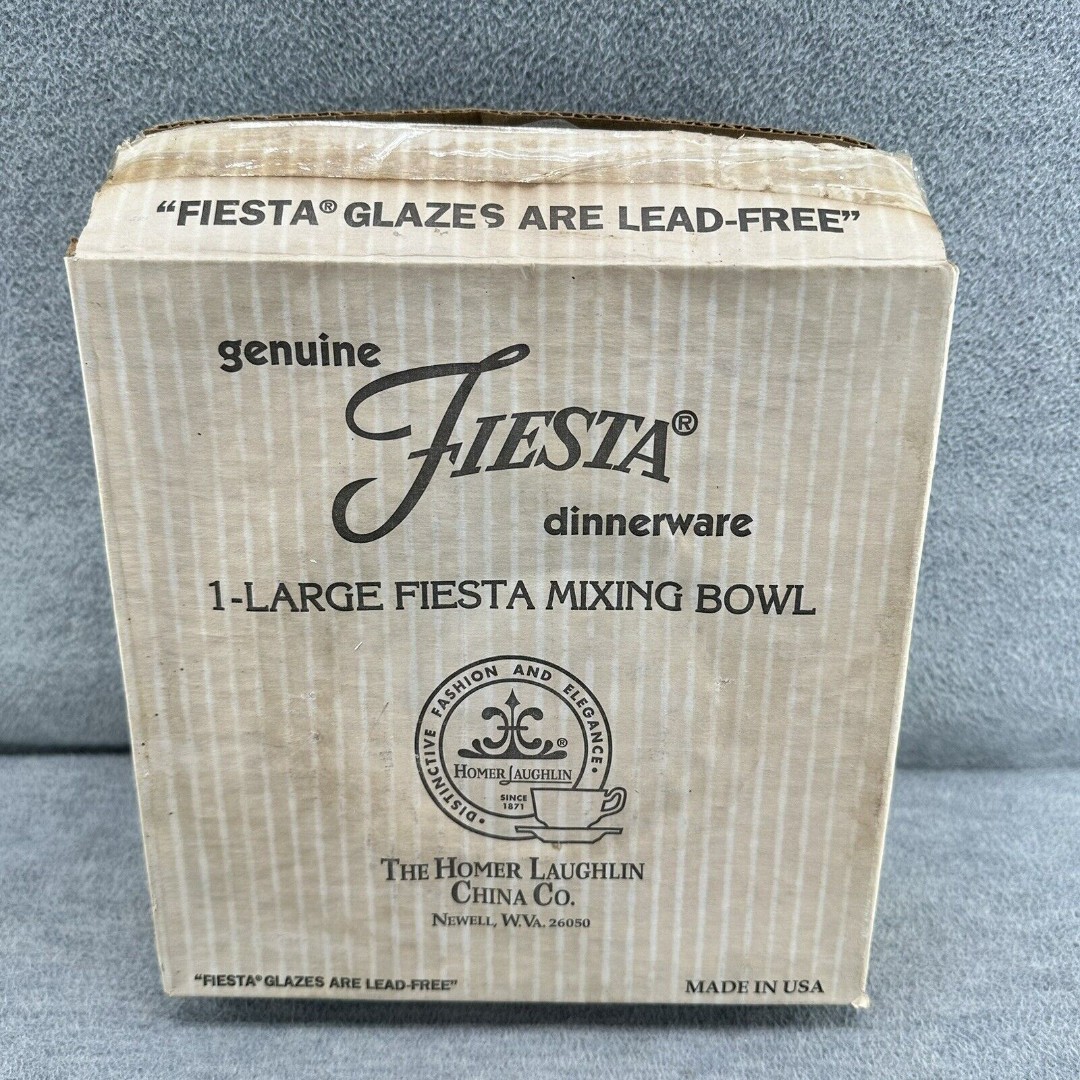 “FIESTA® GLAZES ARE LEAD-FREE”
genuine
FIESTA®
dinnerware
1-LARGE FIESTA MIXING BOWL
• DISTINCTIVE FASHION AND ELEGANCE •
®
HOMER LAUGHLIN
SINCE
1871
THE HOMER LAUGHLIN
CHINA CO.
NEWELL, W.VA. 26050
“FIESTA® GLAZES ARE LEAD-FREE”
MADE IN USA